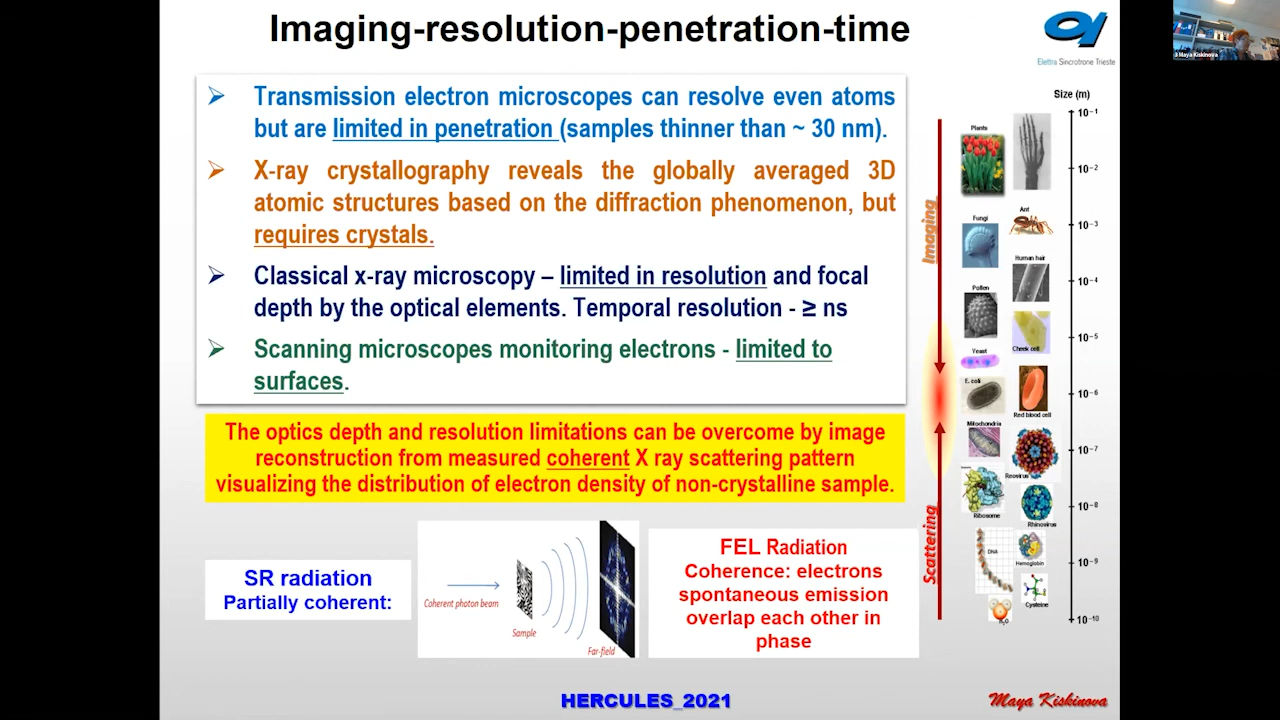 Imaging-resolution-penetration-time
Elettra Sincrotrone Trieste
Maya Kiskinova
Transmission electron microscopes can resolve even atoms
but are limited in penetration (samples thinner than ~ 30 nm).
X-ray crystallography reveals the globally averaged 3D
atomic structures based on the diffraction phenomenon, but
requires crystals.
Classical x-ray microscopy – limited in resolution and focal
depth by the optical elements. Temporal resolution - ≥ ns
Scanning microscopes monitoring electrons - limited to
surfaces.
The optics depth and resolution limitations can be overcome by image
reconstruction from measured coherent X ray scattering pattern
visualizing the distribution of electron density of non-crystalline sample.
SR radiation
Partially coherent:
Coherent photon beam
Sample
Far-field
FEL Radiation
Coherence: electrons
spontaneous emission
overlap each other in
phase
Imaging
Scattering
Size (m)
Plants
10⁻¹
10⁻²
Fungi
Ant
10⁻³
Human hair
10⁻⁴
Pollen
Cheek cell
10⁻⁵
Yeast
E. coli
10⁻⁶
Red blood cell
Mitochondria
10⁻⁷
Reovirus
10⁻⁸
Ribosome
Rhinovirus
DNA
10⁻⁹
Hemoglobin
Cysteine
H₂O
10⁻¹⁰
HERCULES_2021
Maya Kiskinova